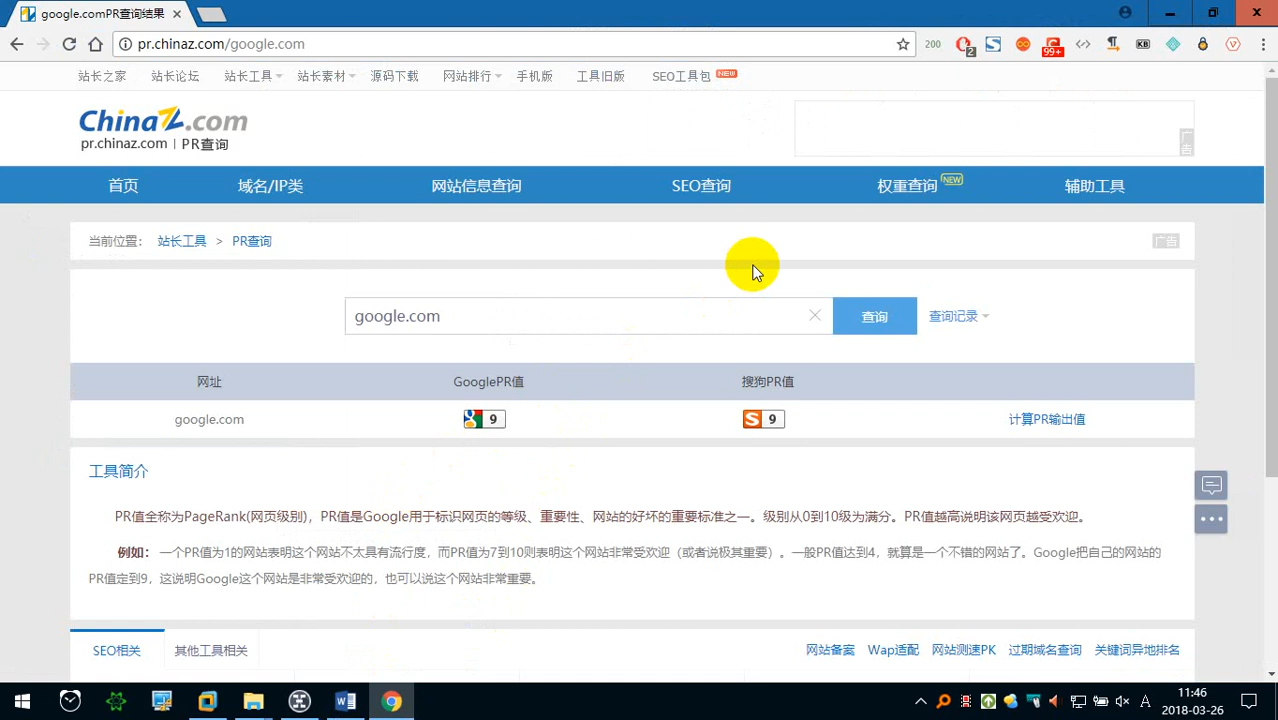 google.comPR查询结果
pr.chinaz.com/google.com
200
2
99+
KB
站长之家 站长论坛 站长工具 站长素材 源码下载 网站排行 手机版 工具旧版 SEO工具包 NEW
ChinaZ.com
pr.chinaz.com | PR查询
广告
首页 域名/IP类 网站信息查询 SEO查询 权重查询 NEW 辅助工具
当前位置: 站长工具 > PR查询
广告
google.com 查询 查询记录
网址 GooglePR值 搜狗PR值
google.com 9 9 计算PR输出值
工具简介
PR值全称为PageRank(网页级别)，PR值是Google用于标识网页的等级、重要性、网站的好坏的重要标准之一。级别从0到10级为满分。PR值越高说明该网页越受欢迎。
例如： 一个PR值为1的网站表明这个网站不太具有流行度，而PR值为7到10则表明这个网站非常受欢迎（或者说极其重要）。一般PR值达到4，就算是一个不错的网站了。Google把自己的网站的
PR值定到9，这说明Google这个网站是非常受欢迎的，也可以说这个网站非常重要。
SEO相关 其他工具相关 网站备案 Wap适配 网站测速PK 过期域名查询 关键词异地排名
A
11:46
2018-03-26